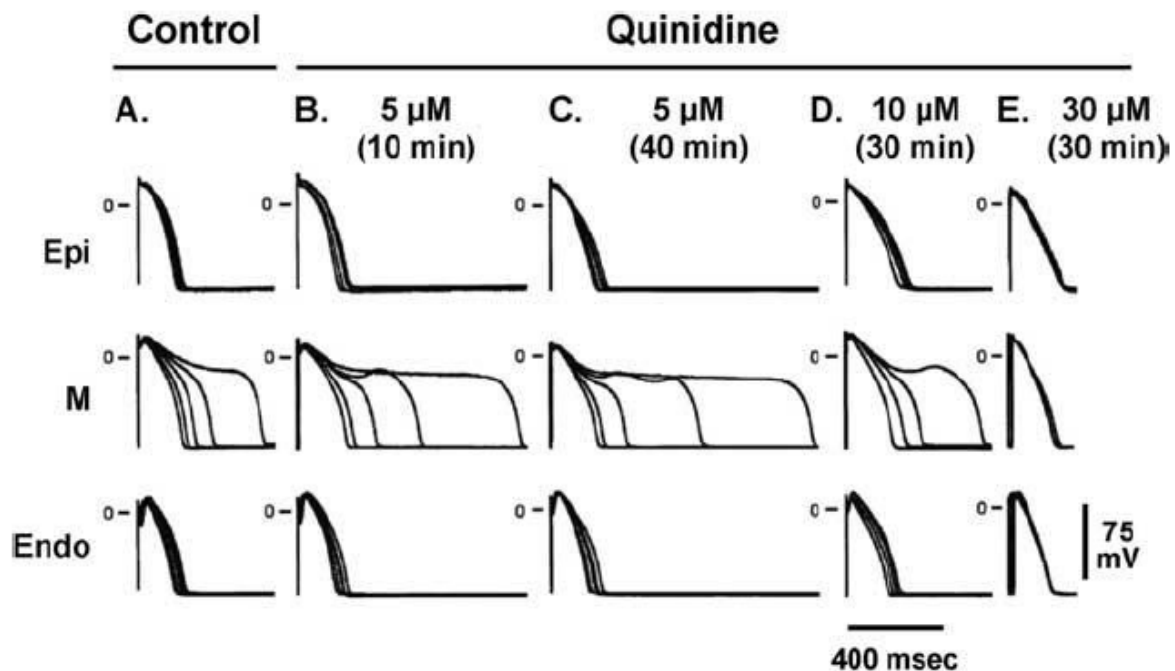 Control Quinidine
A. B. 5 µM C. 5 µM D. 10 µM E. 30 µM
(10 min) (40 min) (30 min) (30 min)
0 0 0 0 0
Epi
0 0 0 0 0
M
0 0 0 0 0
Endo
75
mV
400 msec